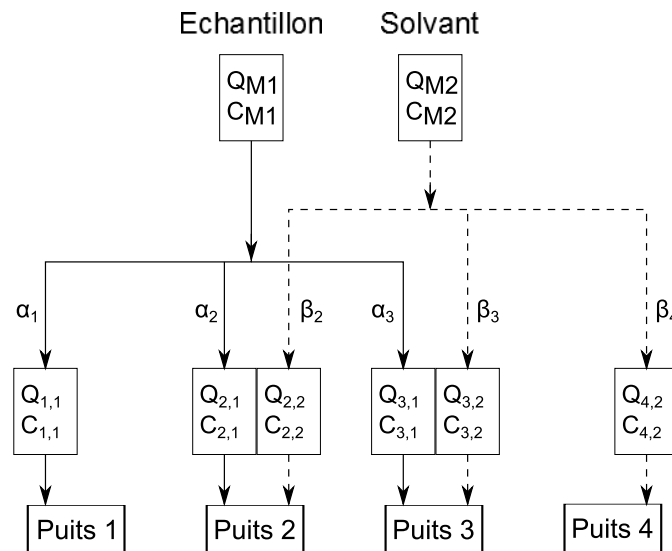 Echantillon Solvant
QM1 QM2
CM1 CM2
α1 α2 β2 α3 β3 β4
Q1,1 Q2,1 Q2,2 Q3,1 Q3,2 Q4,2
C1,1 C2,1 C2,2 C3,1 C3,2 C4,2
Puits 1 Puits 2 Puits 3 Puits 4